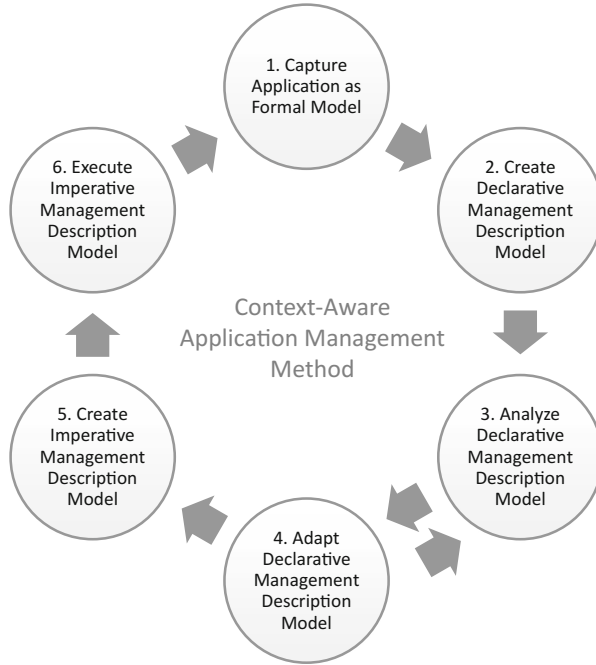 1. Capture
Application as
Formal Model
2. Create
Declarative
Management
Description
Model
3. Analyze
Declarative
Management
Description
Model
4. Adapt
Declarative
Management
Description
Model
5. Create
Imperative
Management
Description
Model
6. Execute
Imperative
Management
Description
Model
Context-Aware
Application Management
Method